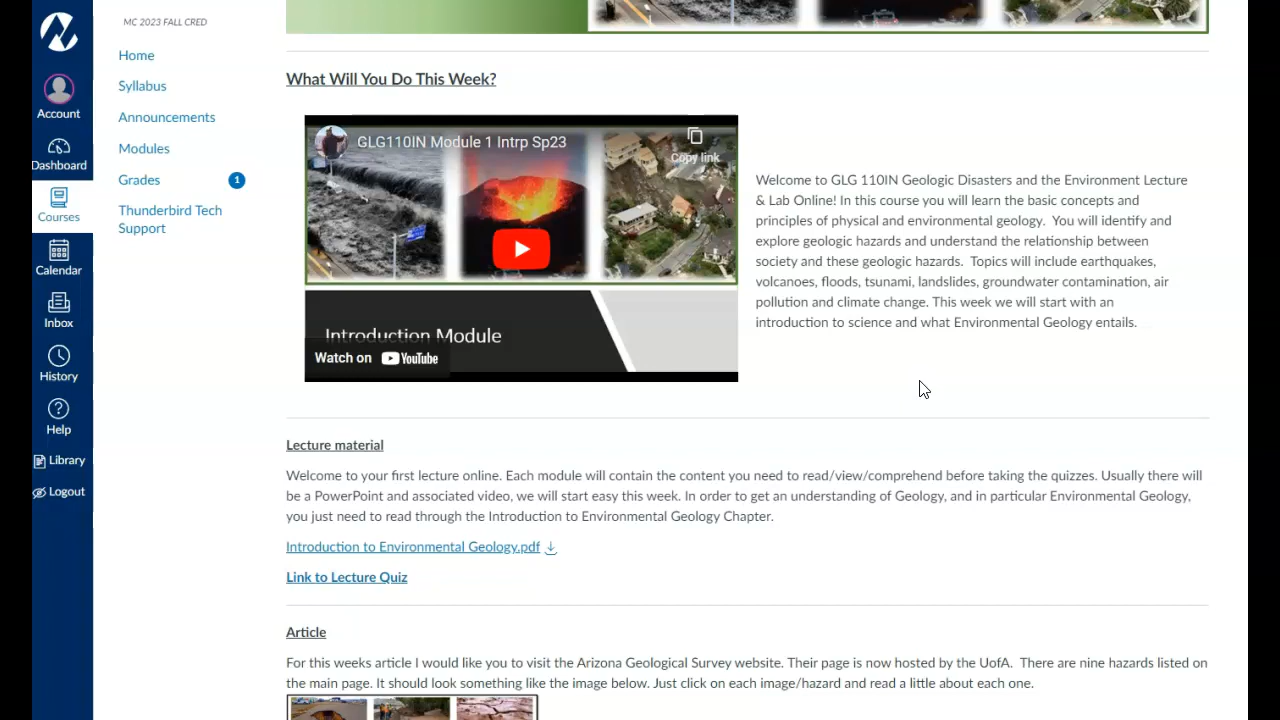 MC 2023 FALL CRED
Account
Dashboard
Courses
Calendar
Inbox
History
Help
Library
Logout
Home
Syllabus
Announcements
Modules
Grades
1
Thunderbird Tech
Support
What Will You Do This Week?
GLG110IN Module 1 Intrp Sp23
Copy link
Introduction Module
Watch on YouTube
Welcome to GLG 110IN Geologic Disasters and the Environment Lecture
& Lab Online! In this course you will learn the basic concepts and
principles of physical and environmental geology. You will identify and
explore geologic hazards and understand the relationship between
society and these geologic hazards. Topics will include earthquakes,
volcanoes, floods, tsunami, landslides, groundwater contamination, air
pollution and climate change. This week we will start with an
introduction to science and what Environmental Geology entails.
Lecture material
Welcome to your first lecture online. Each module will contain the content you need to read/view/comprehend before taking the quizzes. Usually there will
be a PowerPoint and associated video, we will start easy this week. In order to get an understanding of Geology, and in particular Environmental Geology,
you just need to read through the Introduction to Environmental Geology Chapter.
Introduction to Environmental Geology.pdf
Link to Lecture Quiz
Article
For this weeks article I would like you to visit the Arizona Geological Survey website. Their page is now hosted by the UofA. There are nine hazards listed on
the main page. It should look something like the image below. Just click on each image/hazard and read a little about each one.